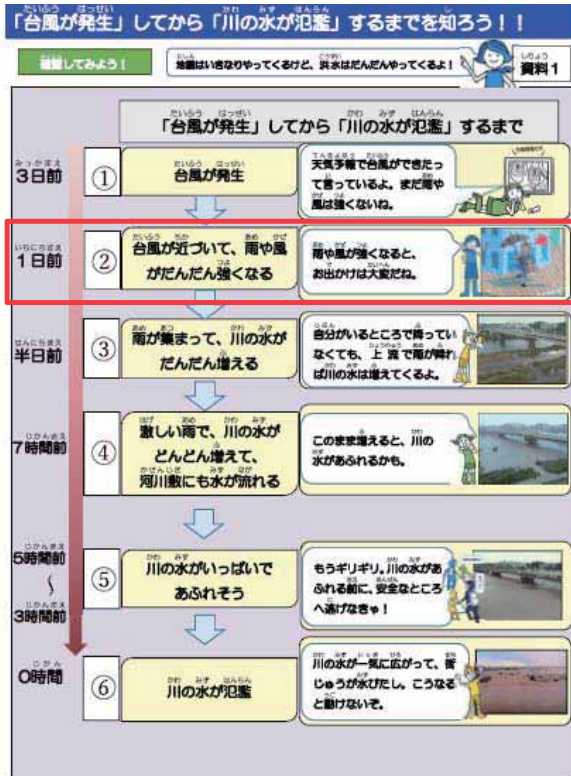 「台風が発生」してから「川の水が氾濫」するまでを知ろう！！
確認してみよう！
地震はいきなりやってくるけど、洪水はだんだんやってくるよ！
資料1
「台風が発生」してから「川の水が氾濫」するまで
3日前
①
台風が発生
天気予報で台風ができたっ
て言っているよ。まだ雨や
風は強くないね。
1日前
②
台風が近づいて、雨や風
がだんだん強くなる
雨や風が強くなると、
お出かけは大変だね。
半日前
③
雨が集まって、川の水が
だんだん増える
自分がいるところで降ってい
なくても、上流で雨が降れ
ば川の水は増えてくるよ。
7時間前
④
激しい雨で、川の水が
どんどん増えて、
河川敷にも水が流れる
このまま増えると、川の
水があふれるかも。
5時間前
〜
3時間前
⑤
川の水がいっぱいで
あふれそう
もうギリギリ。川の水があ
ふれる前に、安全なところ
へ逃げなきゃ！
0時間
⑥
川の水が氾濫
川の水が一気に広がって、街
じゅうが水びたし。こうなる
と動けないぞ。